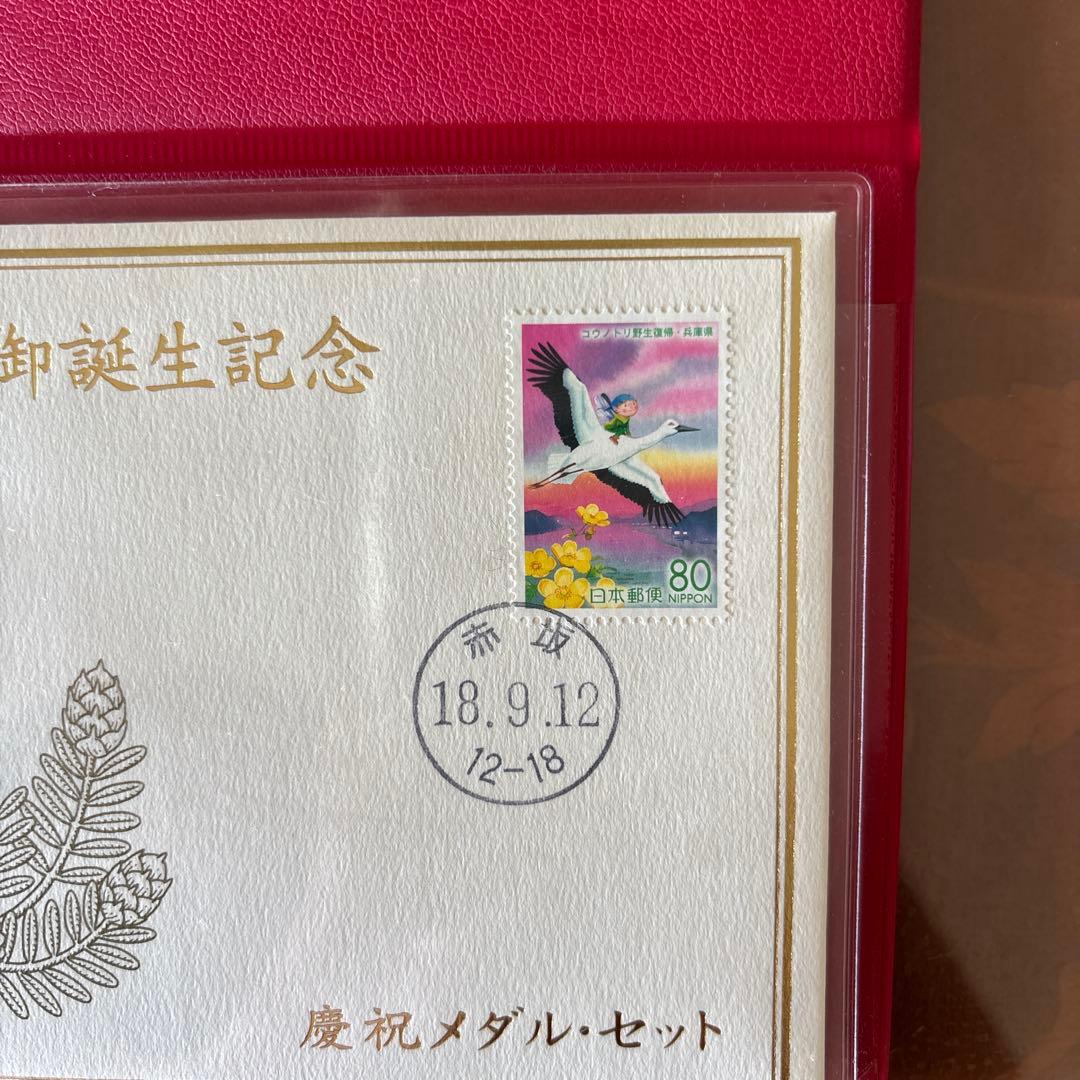 御誕生記念
コウノトリ野生復帰・兵庫県
80
日本郵便 NIPPON
赤坂
18.9.12
12-18
慶祝メダル・セット